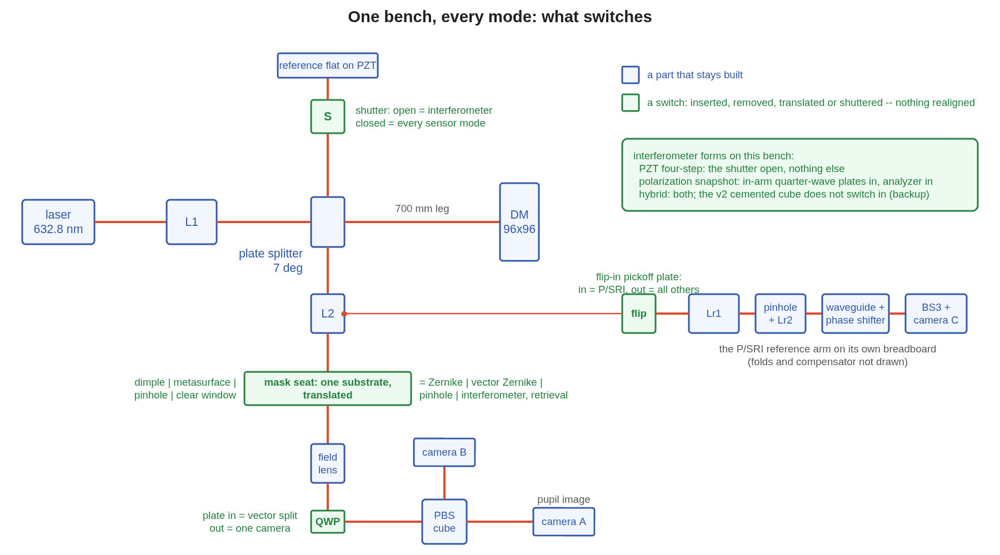 One bench, every mode: what switches
reference flat on PZT
S
shutter: open = interferometer
closed = every sensor mode
a part that stays built
a switch: inserted, removed, translated or shuttered -- nothing realigned
interferometer forms on this bench:
PZT four-step: the shutter open, nothing else
polarization snapshot: in-arm quarter-wave plates in, analyzer in
hybrid: both; the v2 cemented cube does not switch in (backup)
laser
632.8 nm
L1
plate splitter
7 deg
700 mm leg
DM
96x96
L2
flip-in pickoff plate:
in = P/SRI, out = all others
flip
Lr1
pinhole
+ Lr2
waveguide +
phase shifter
BS3 +
camera C
the P/SRI reference arm on its own breadboard
(folds and compensator not drawn)
dimple | metasurface |
pinhole | clear window
mask seat: one substrate,
translated
= Zernike | vector Zernike |
pinhole | interferometer, retrieval
field
lens
camera B
plate in = vector split
out = one camera
QWP
PBS
cube
pupil image
camera A